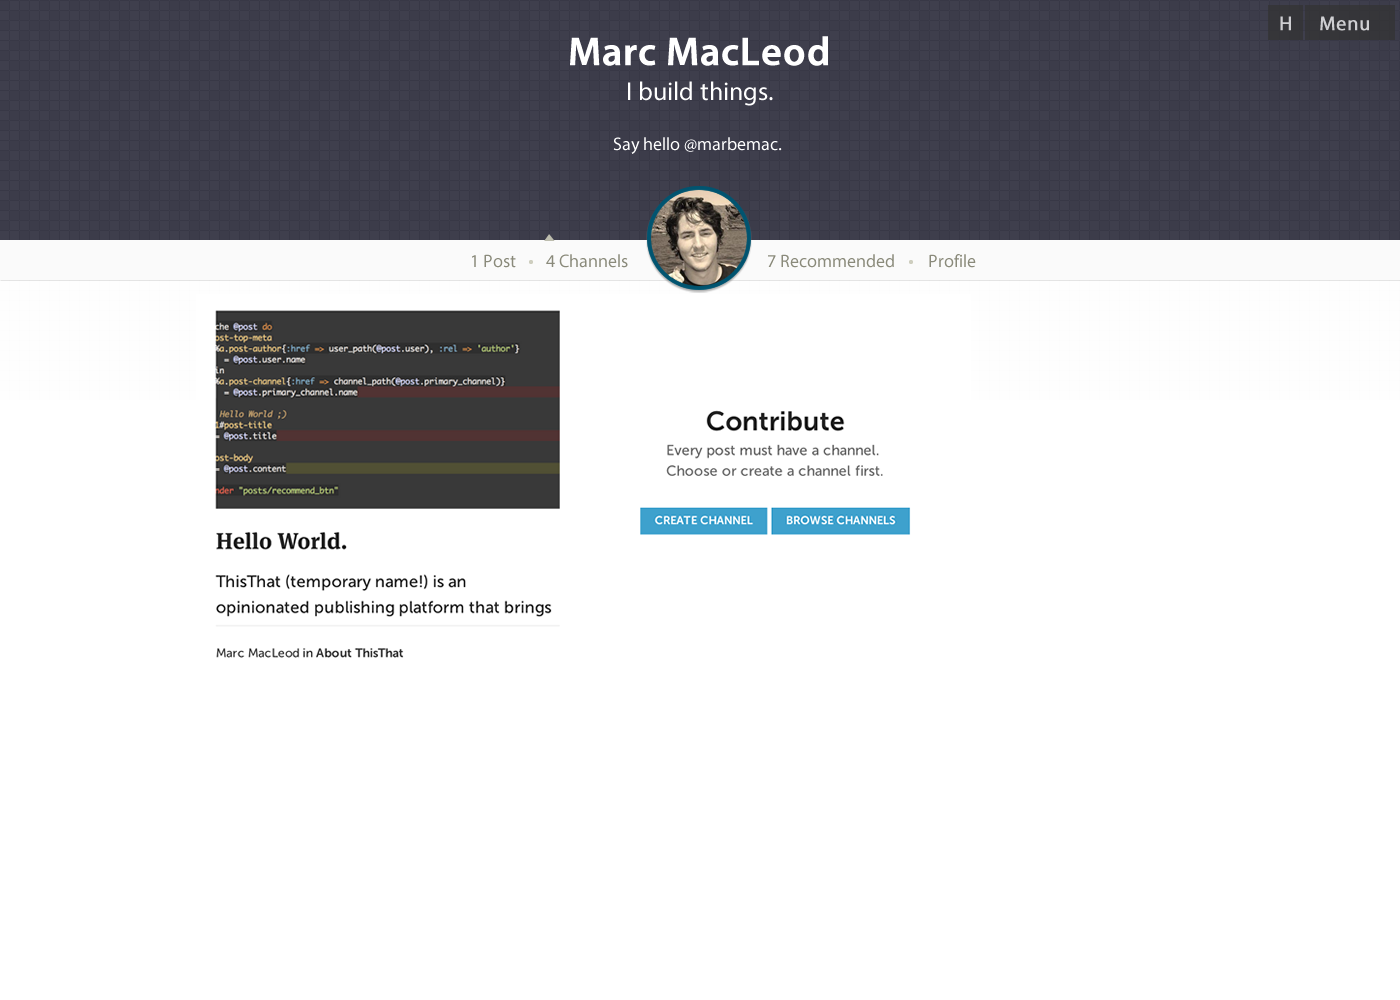 H Menu
Marc MacLeod
I build things.
Say hello @marbemac.
1 Post • 4 Channels 7 Recommended • Profile
che @post do
ost-top-meta
%a.post-author{:href => user_path(@post.user), :rel => 'author'}
= @post.user.name
in
%a.post-channel{:href => channel_path(@post.primary_channel)}
= @post.primary_channel.name
Hello World ;)
#post-title
= @post.title
ost-body
= @post.content
nder "posts/recommend_btn"
Hello World.
ThisThat (temporary name!) is an
opinionated publishing platform that brings
Marc MacLeod in About ThisThat
Contribute
Every post must have a channel.
Choose or create a channel first.
CREATE CHANNEL BROWSE CHANNELS